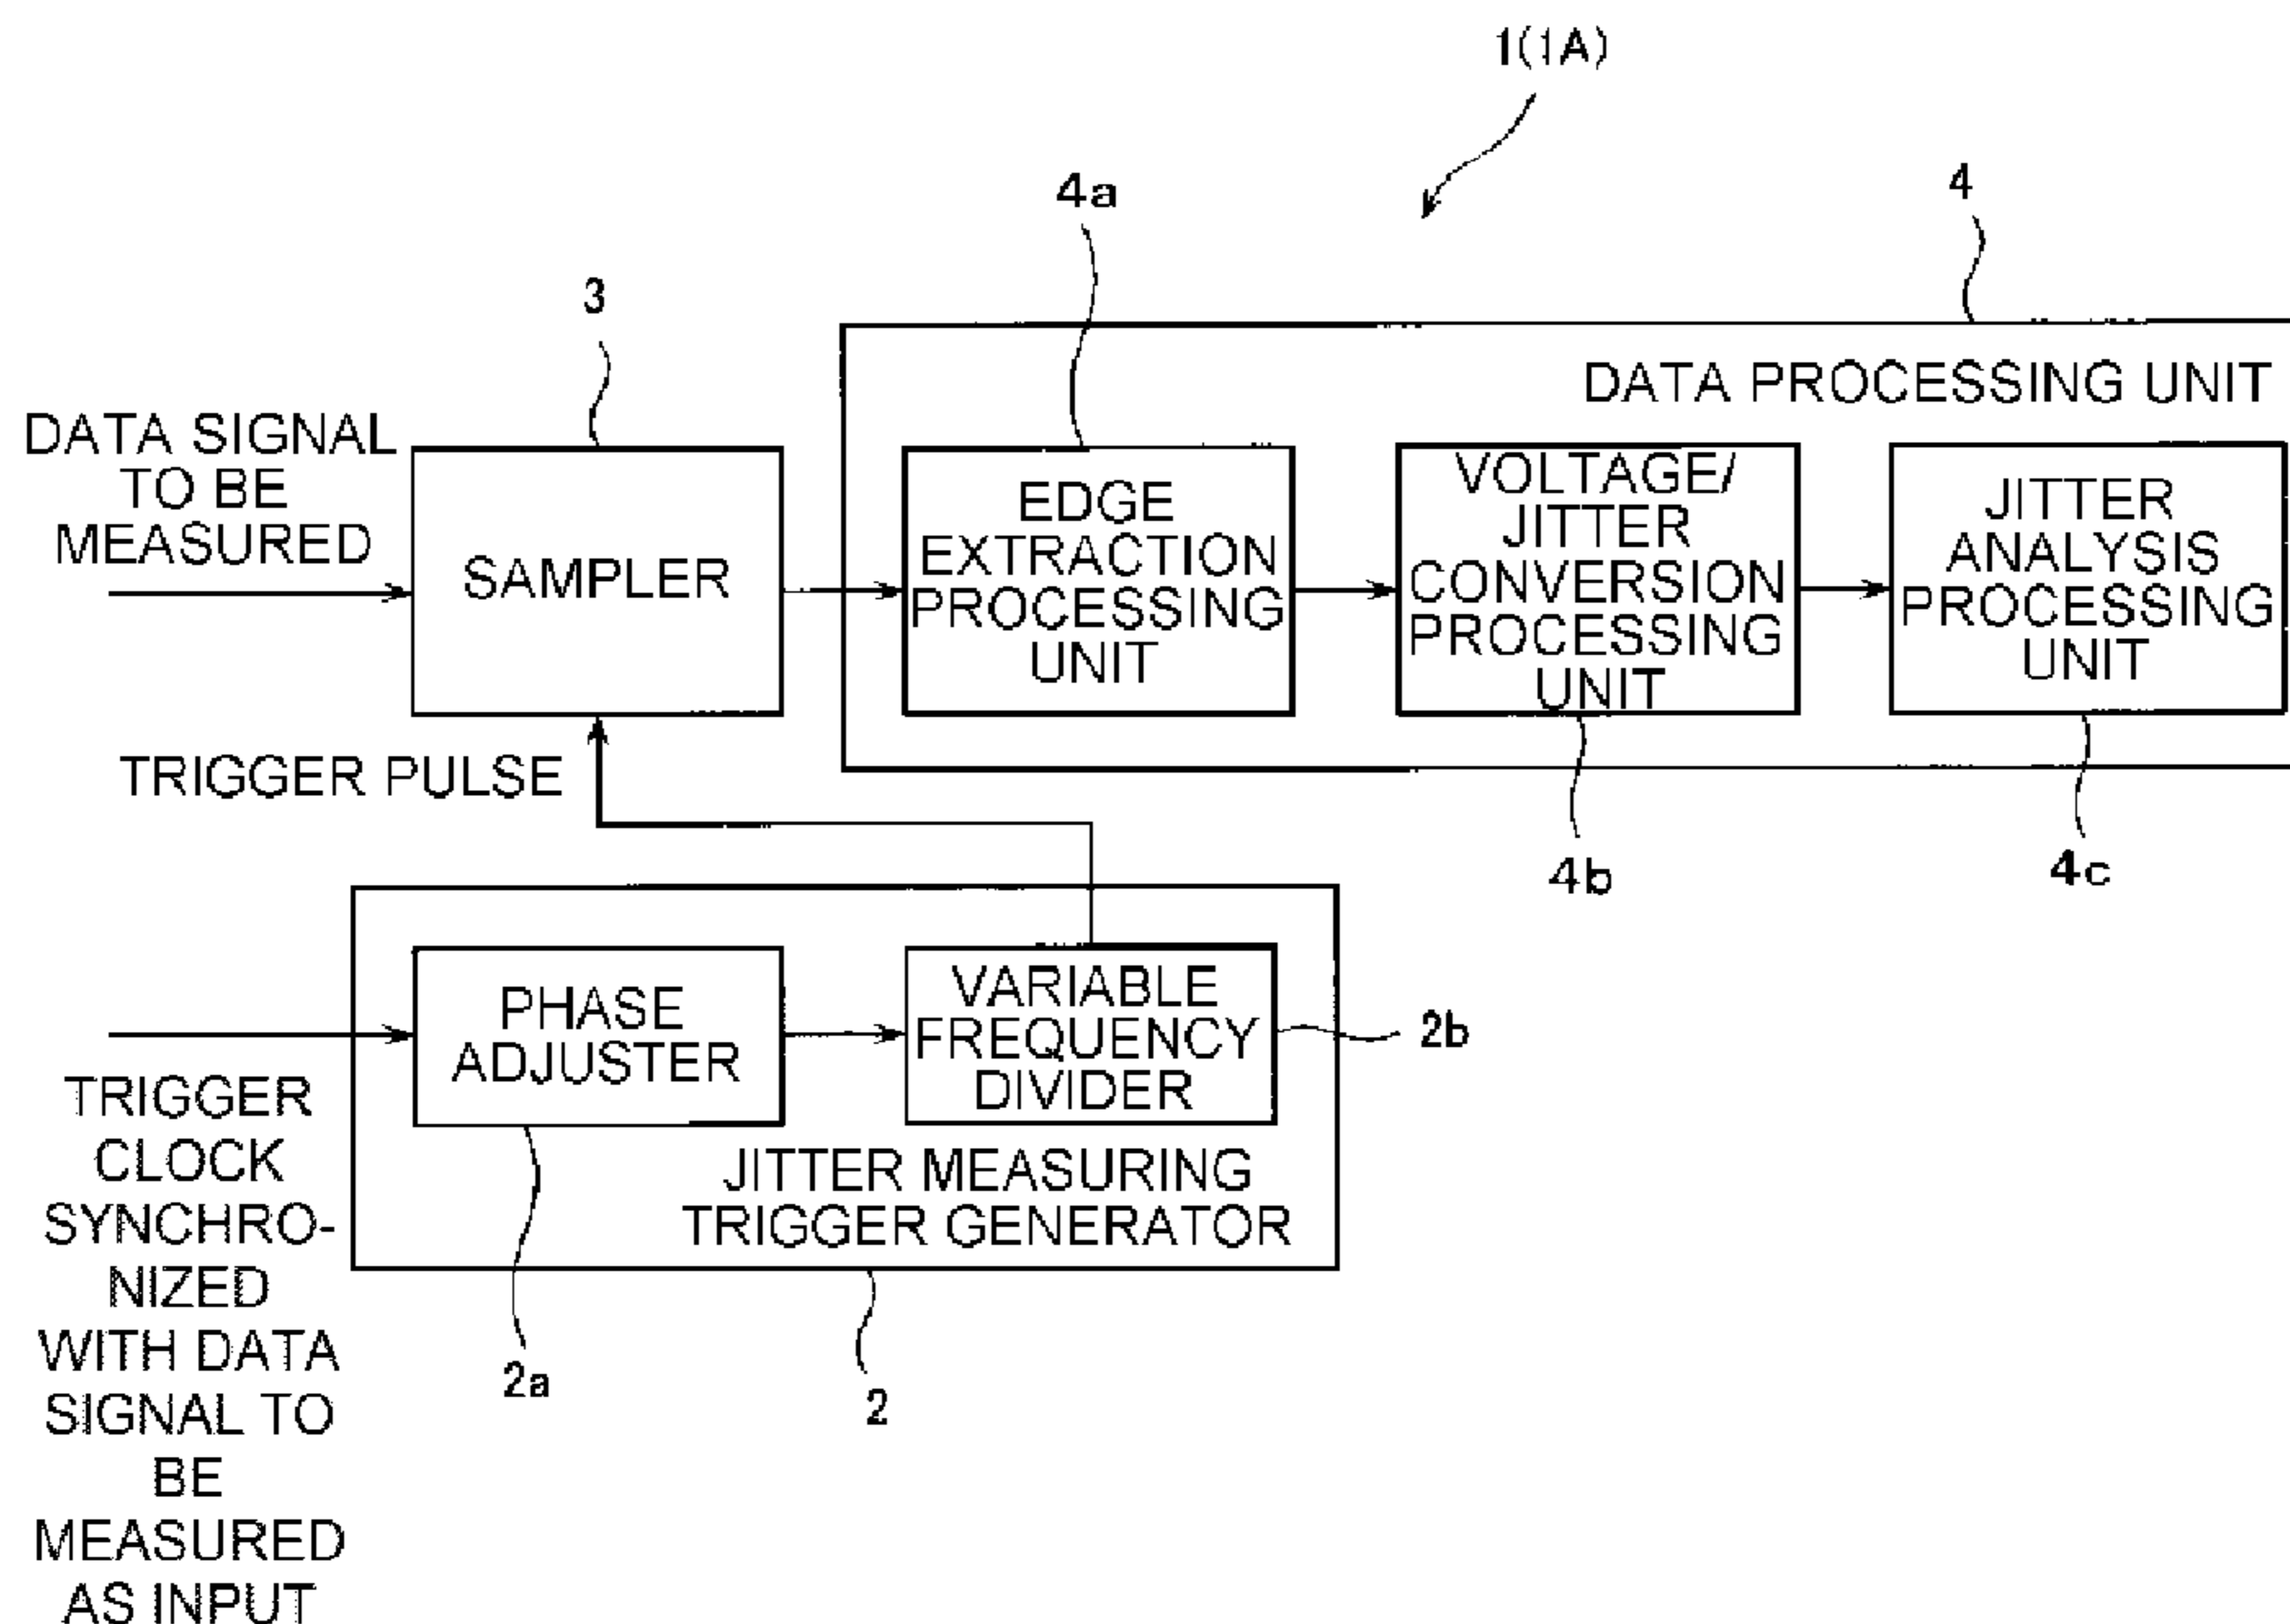 1(1A)
4a
4
3
DATA PROCESSING UNIT
DATA SIGNAL
TO BE
MEASURED
SAMPLER
EDGE
EXTRACTION
PROCESSING
UNIT
VOLTAGE/
JITTER
CONVERSION
PROCESSING
UNIT
JITTER
ANALYSIS
PROCESSING
UNIT
TRIGGER PULSE
4b
4c
PHASE
ADJUSTER
VARIABLE
FREQUENCY
DIVIDER
2b
JITTER MEASURING
TRIGGER GENERATOR
TRIGGER
CLOCK
SYNCHRO-
NIZED
WITH DATA
SIGNAL TO
BE
MEASURED
AS INPUT
2a
2